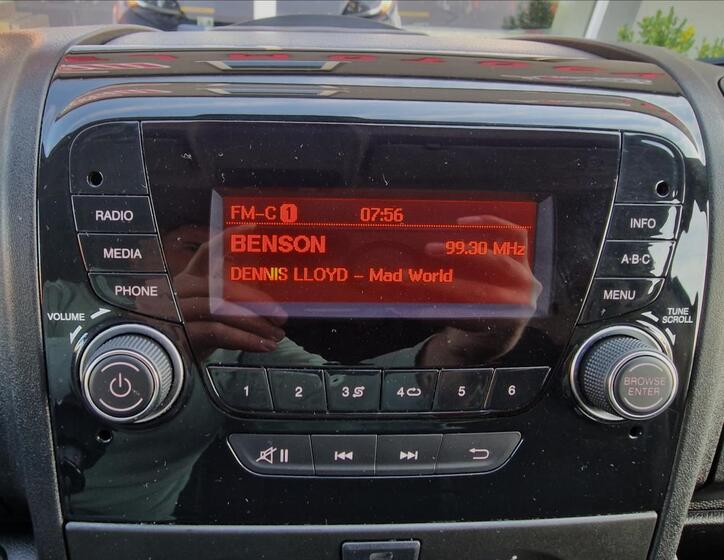 FM-C 1 07:56
BENSON 99.30 MHz
DENNIS LLOYD - Mad World
RADIO
MEDIA
PHONE
VOLUME
INFO
A·B·C
MENU
TUNE
SCROLL
BROWSE
ENTER
1 2 3 4 5 6